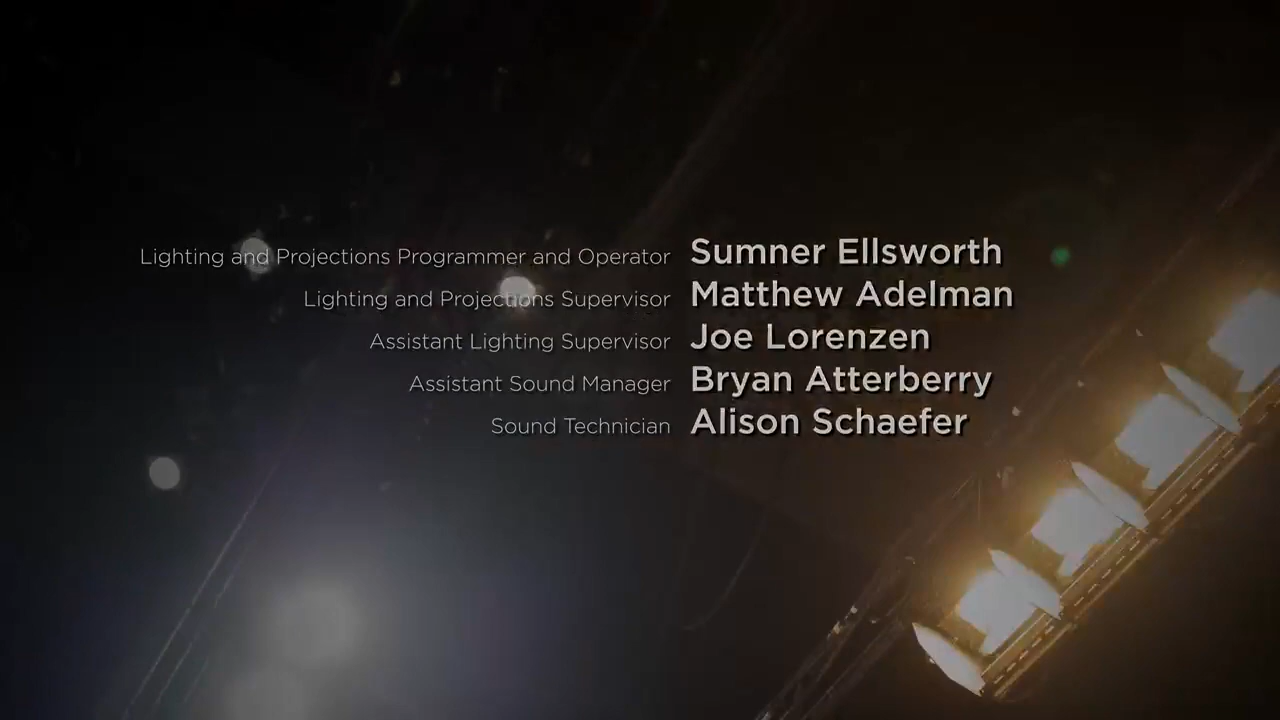 Lighting and Projections Programmer and Operator Sumner Ellsworth
Lighting and Projections Supervisor Matthew Adelman
Assistant Lighting Supervisor Joe Lorenzen
Assistant Sound Manager Bryan Atterberry
Sound Technician Alison Schaefer